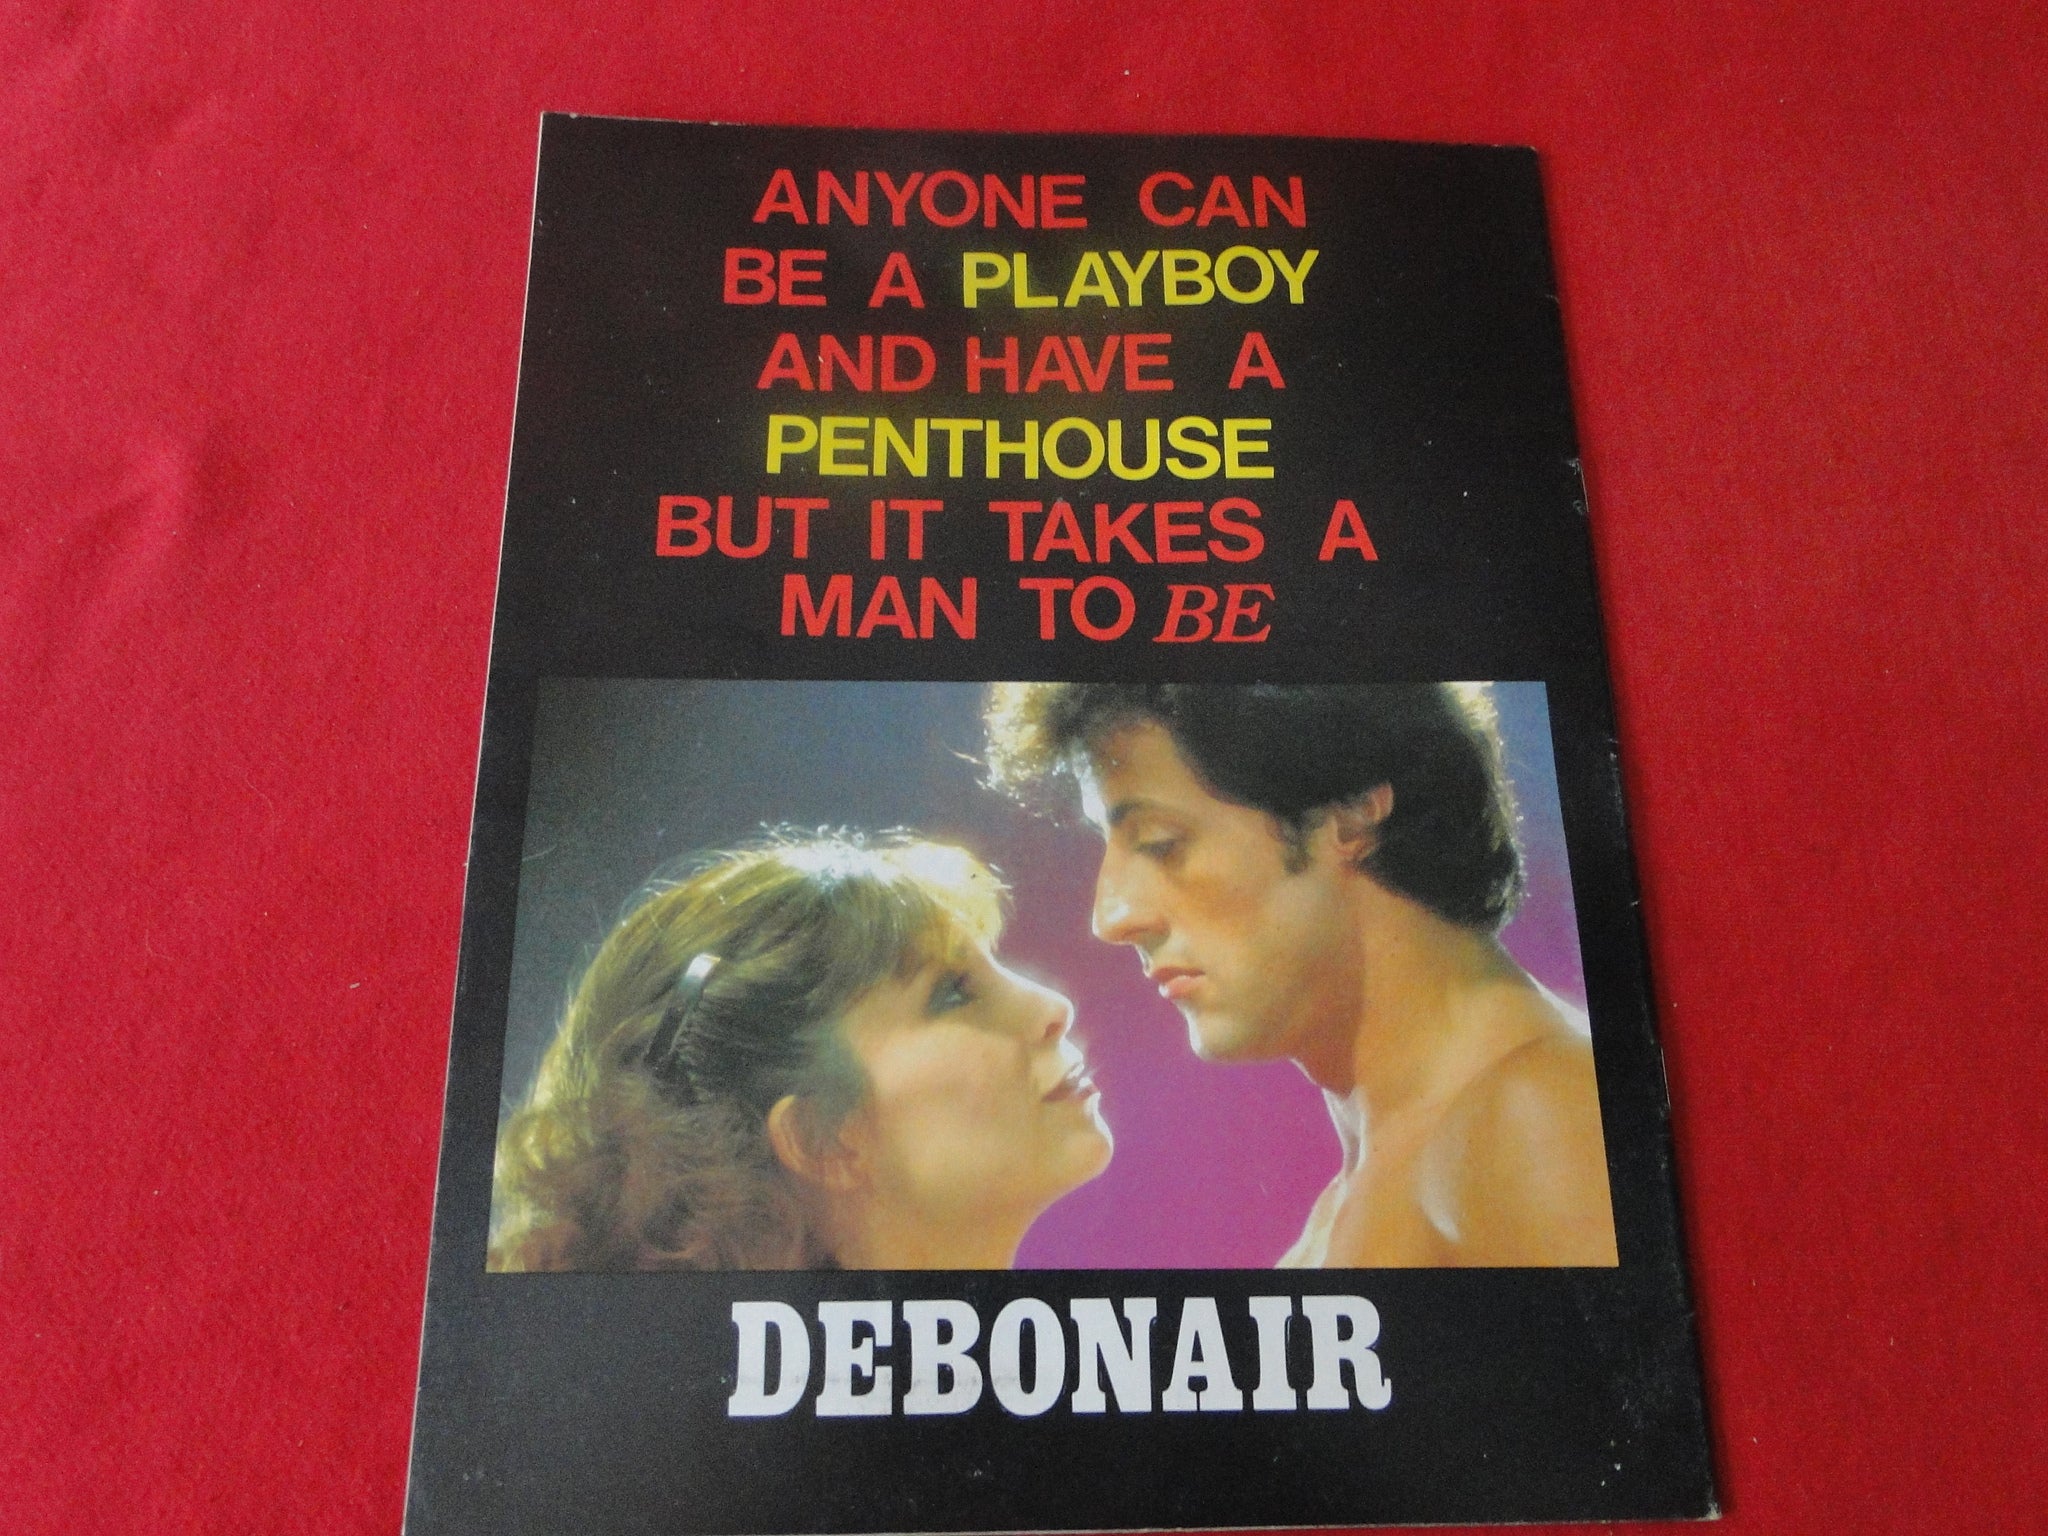 ANYONE CAN
BE A PLAYBOY
AND HAVE A
PENTHOUSE
BUT IT TAKES A
MAN TO BE
DEBONAIR